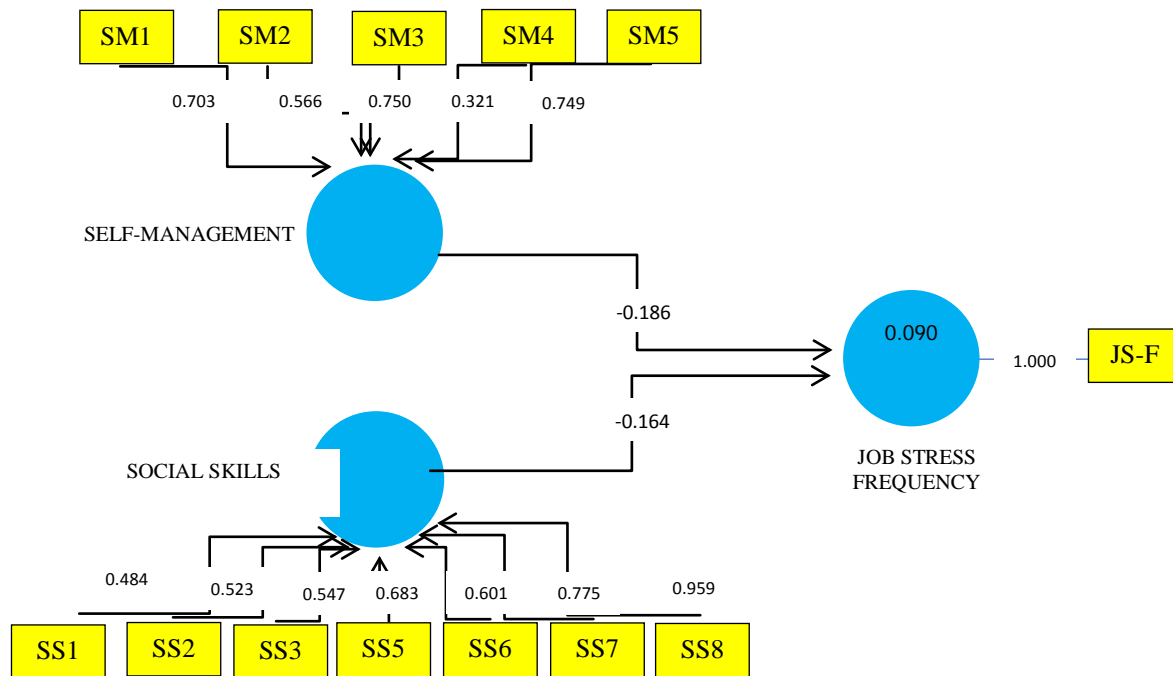 SM1 SM2 SM3 SM4 SM5
0.703 0.566 0.750 0.321 0.749
SELF-MANAGEMENT
-0.186
0.090
1.000
JS-F
-0.164
SOCIAL SKILLS
JOB STRESS
FREQUENCY
0.484 0.523 0.547 0.683 0.601 0.775 0.959
SS1 SS2 SS3 SS5 SS6 SS7 SS8